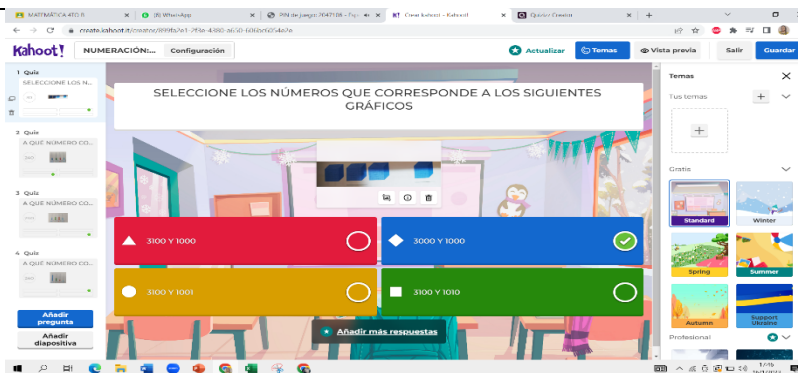 MATEMÁTICA 4TO B
(8) WhatsApp
PIN de juego: 2047108
Crear kahoot - Kahoot!
Quizizz Creator
Kahoot!
NUMERACIÓN:...
Configuración
Actualizar
Temas
Vista previa
Salir
Guardar
1 Quiz
SELECCIONE LOS N...
2 Quiz
A QUÉ NÚMERO CO...
3 Quiz
A QUÉ NÚMERO CO...
4 Quiz
A QUÉ NÚMERO CO...
Añadir
pregunta
Añadir
diapositiva
SELECCIONE LOS NÚMEROS QUE CORRESPONDE A LOS SIGUIENTES
GRÁFICOS
3100 Y 1000
3000 Y 1000
3100 Y 1001
3100 Y 1010
Añadir más respuestas
Temas
Tus temas
Gratis
Standard
Winter
Spring
Summer
Autumn
Support
Ukraine
Profesional